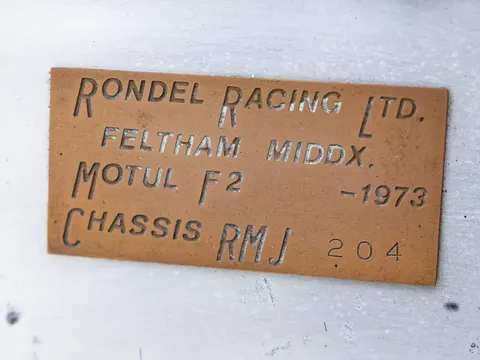 RONDEL RACING LTD.
FELTHAM MIDDX.
MOTUL F2 -1973
CHASSIS RMJ 204